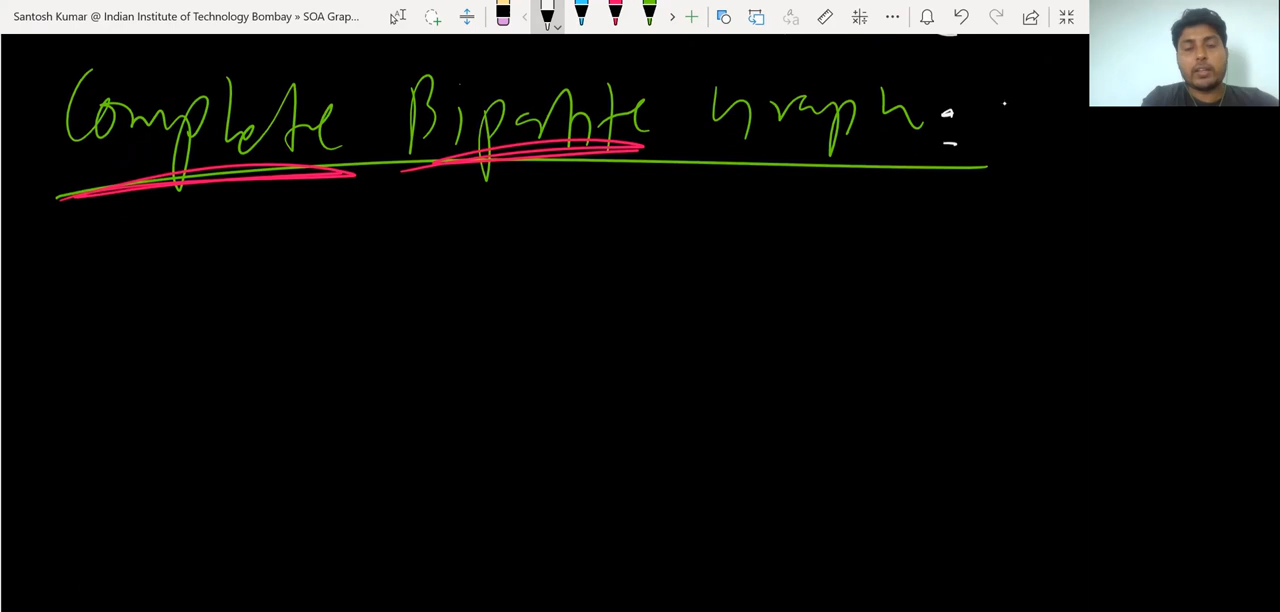 Santosh Kumar @ Indian Institute of Technology Bombay » SOA Grap...
Complete Bipartite Graph :